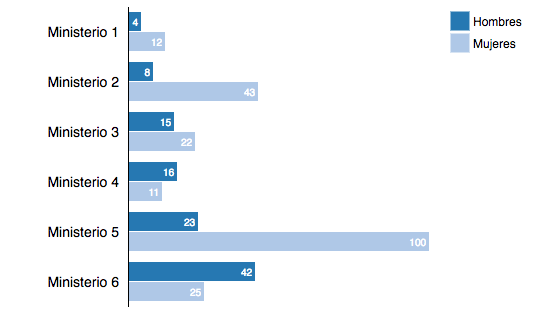 Ministerio 1
4
12
Hombres
Mujeres
Ministerio 2
8
43
Ministerio 3
15
22
Ministerio 4
16
11
Ministerio 5
23
100
Ministerio 6
42
25